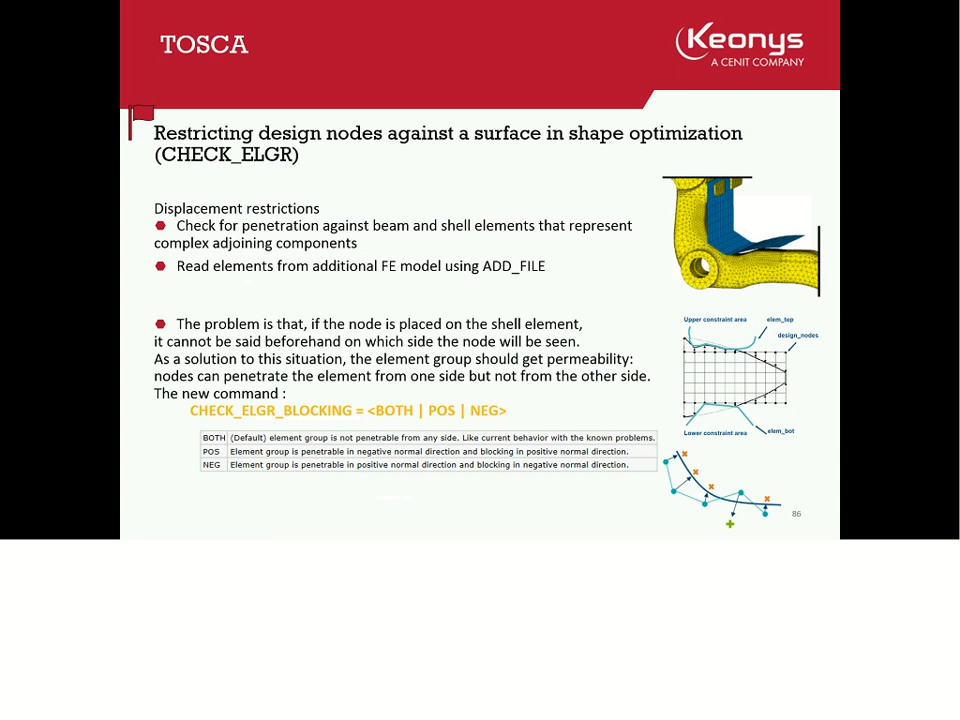 TOSCA
Keonys
A CENIT COMPANY
Restricting design nodes against a surface in shape optimization
(CHECK_ELGR)
Displacement restrictions
Check for penetration against beam and shell elements that represent
complex adjoining components
Read elements from additional FE model using ADD_FILE
The problem is that, if the node is placed on the shell element,
it cannot be said beforehand on which side the node will be seen.
As a solution to this situation, the element group should get permeability:
nodes can penetrate the element from one side but not from the other side.
The new command :
CHECK_ELGR_BLOCKING = <BOTH | POS | NEG>
BOTH (Default) element group is not penetrable from any side. Like current behavior with the known problems.
POS Element group is penetrable in negative normal direction and blocking in positive normal direction.
NEG Element group is penetrable in positive normal direction and blocking in negative normal direction.
Upper constraint area
elem_top
design_nodes
Lower constraint area
elem_bot
86